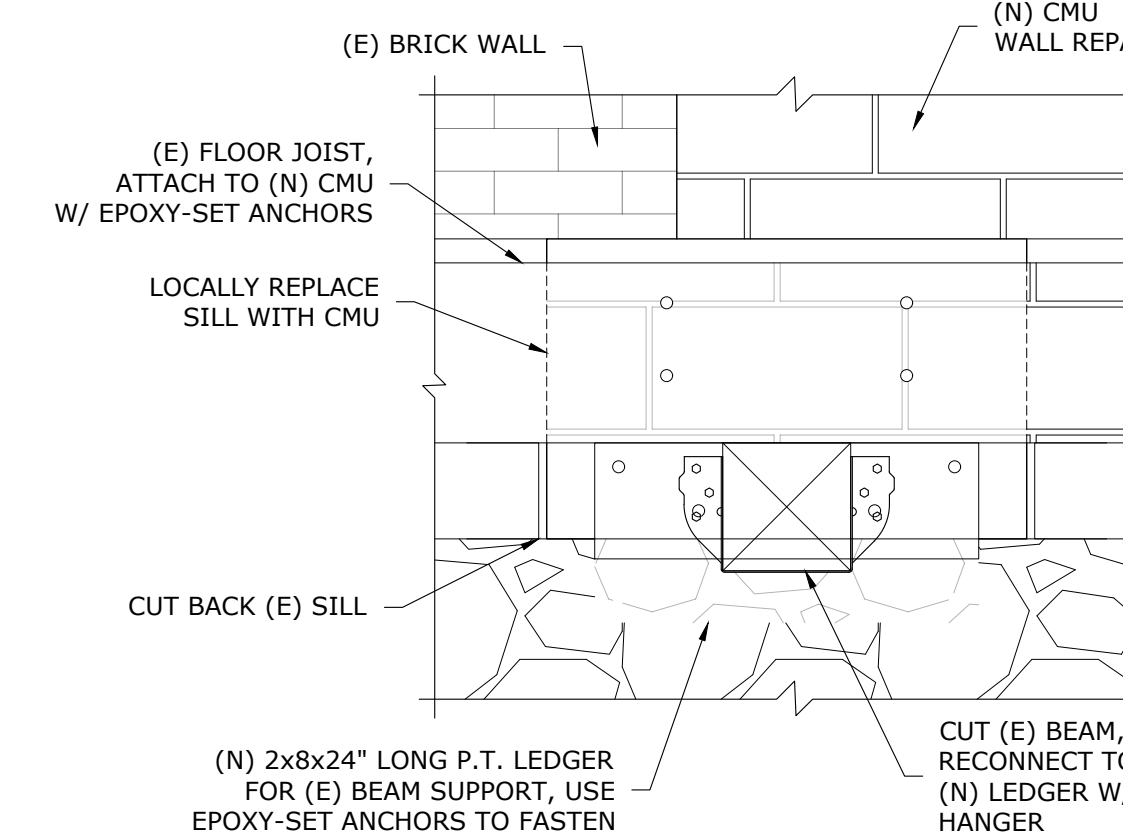 (E) BRICK WALL
(N) CMU
WALL
(E) FLOOR JOIST,
ATTACH TO (N) CMU
W/ EPOXY-SET ANCHORS
LOCALLY REPLACE
SILL WITH CMU
CUT BACK (E) SILL
(N) 2x8x24" LONG P.T. LEDGER
FOR (E) BEAM SUPPORT, USE
EPOXY-SET ANCHORS TO FASTEN
CUT (E) BEAM,
RECONNECT TO
(N) LEDGER W/
HANGER